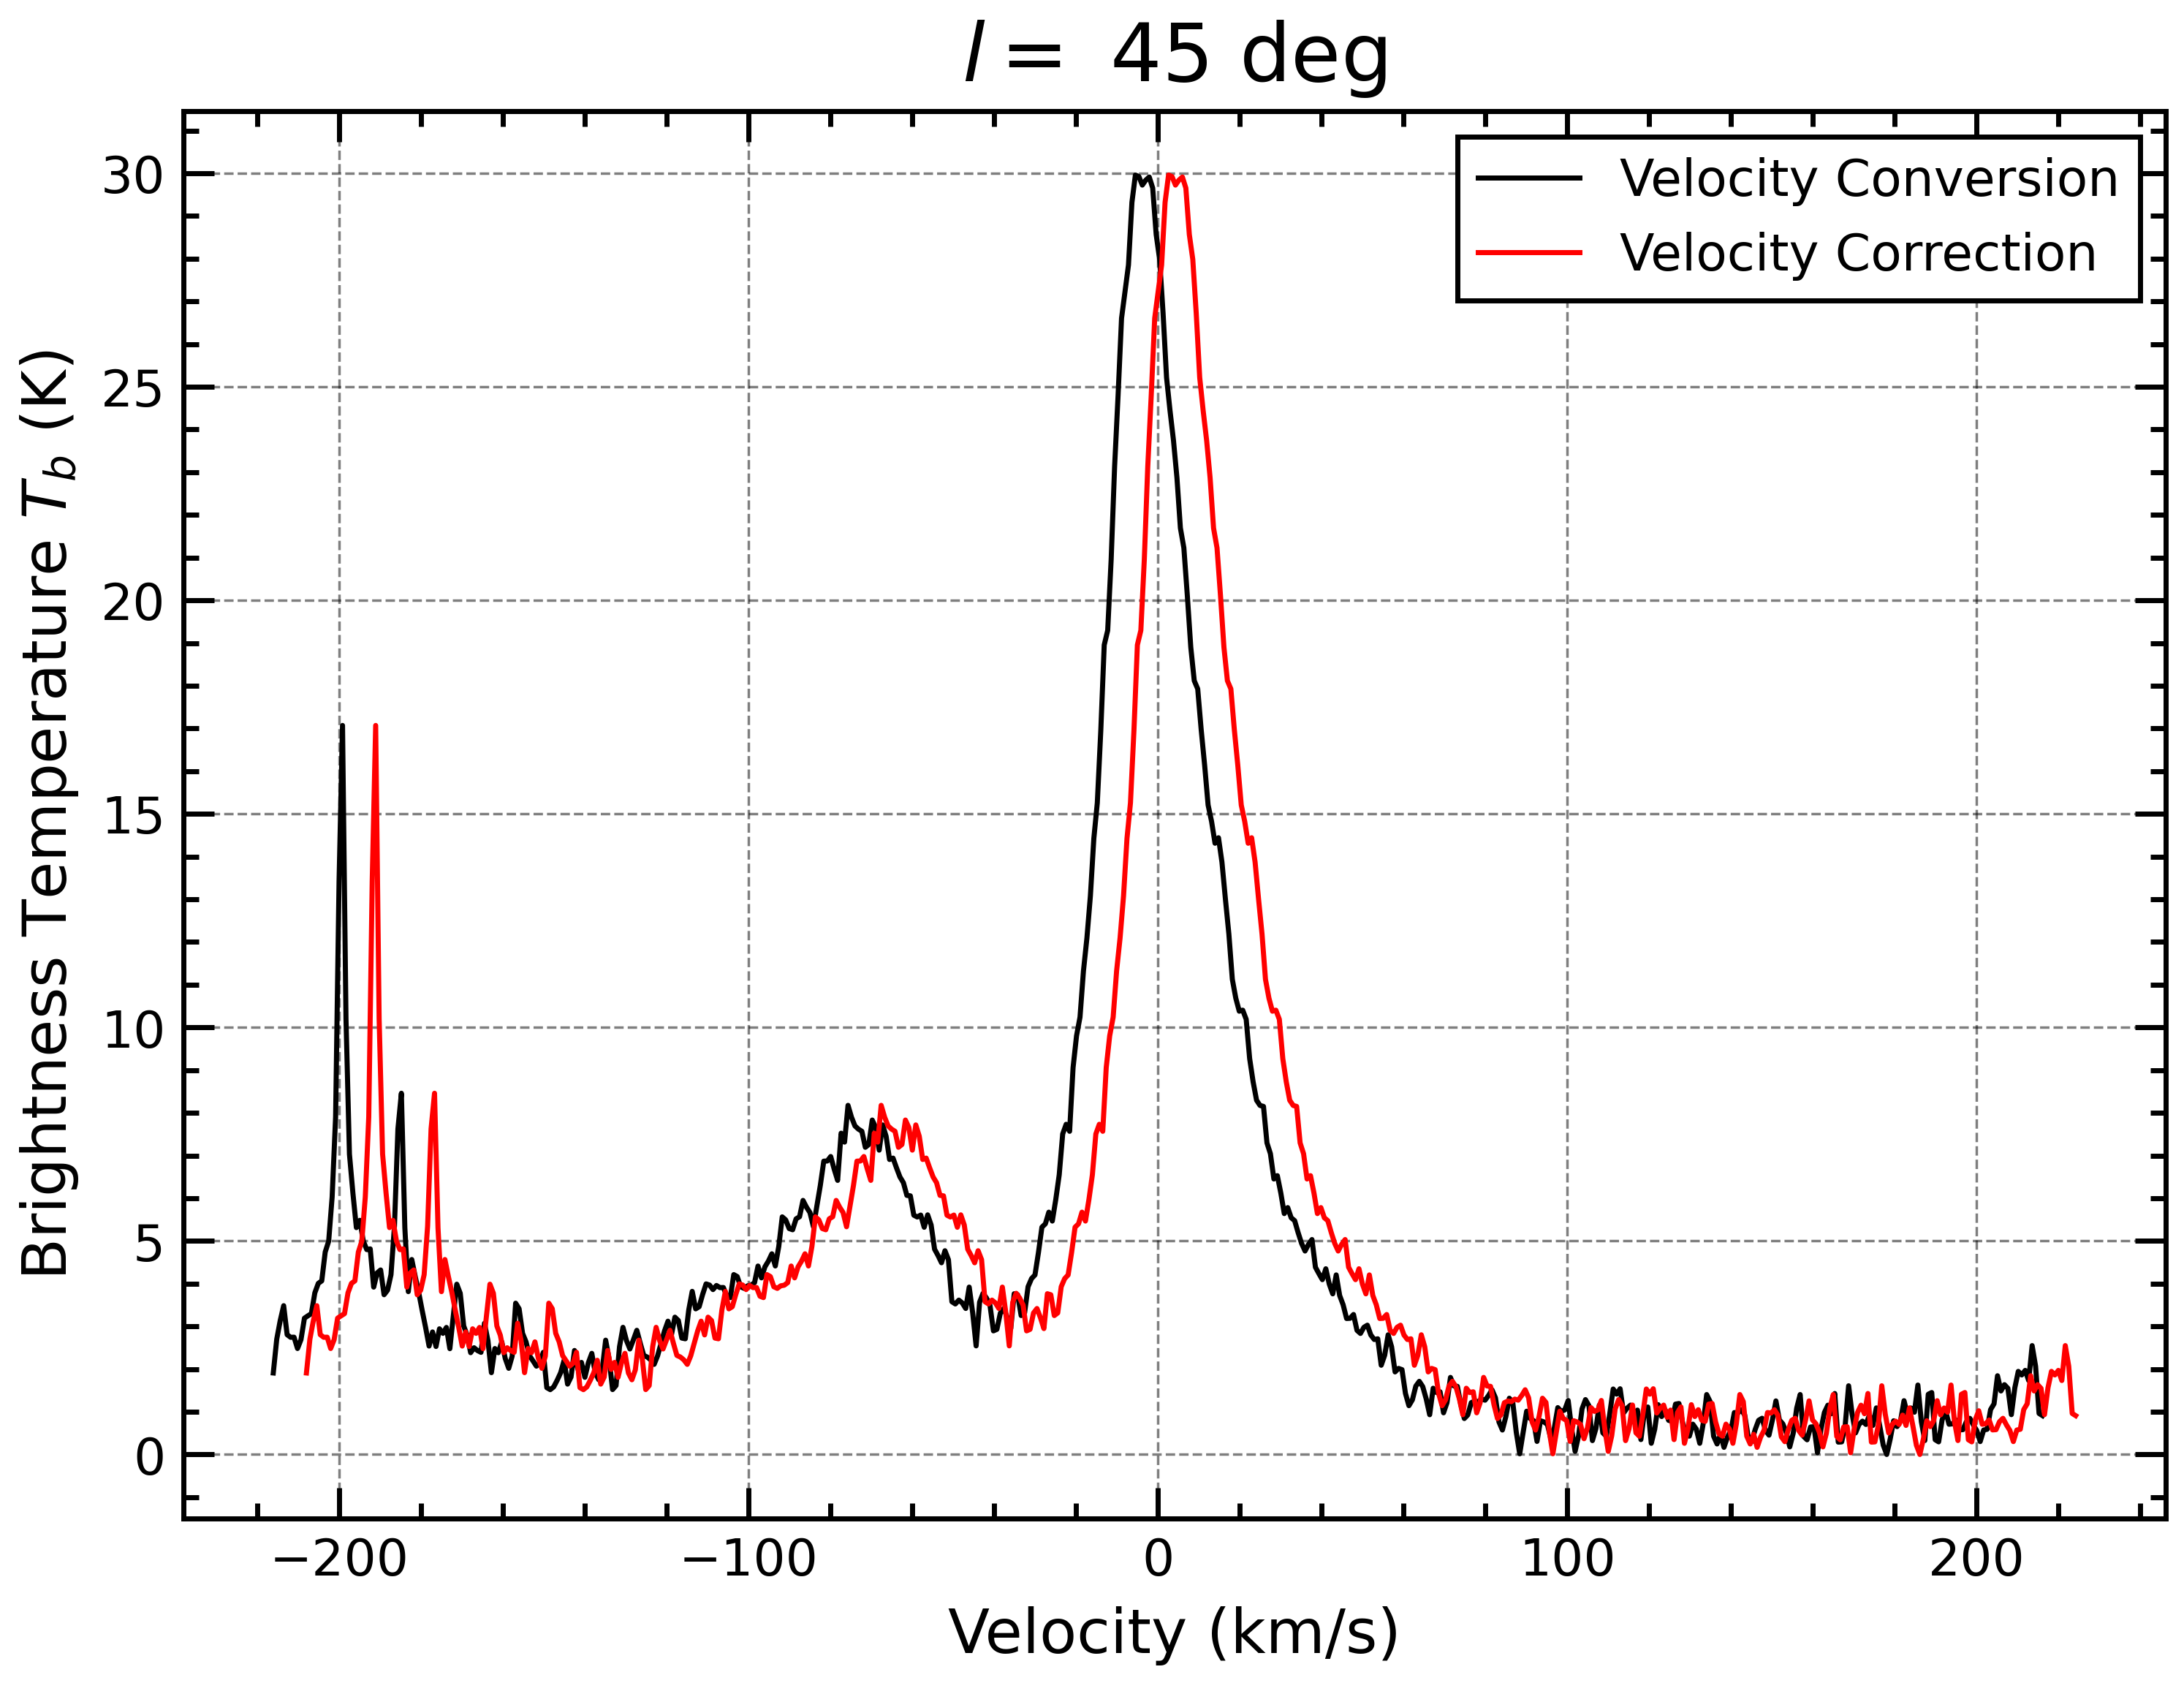 l = 45 deg
Velocity Conversion
Velocity Correction
Brightness Temperature T_b (K)
30
25
20
15
10
5
0
−200 −100 0 100 200
Velocity (km/s)